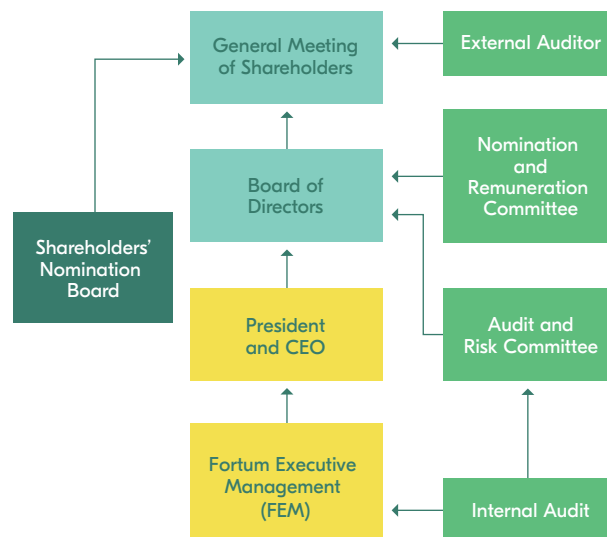 General Meeting
of Shareholders
External Auditor
Nomination
and
Remuneration
Committee
Board of
Directors
Shareholders'
Nomination
Board
President
and CEO
Audit and
Risk Committee
Fortum Executive
Management
(FEM)
Internal Audit